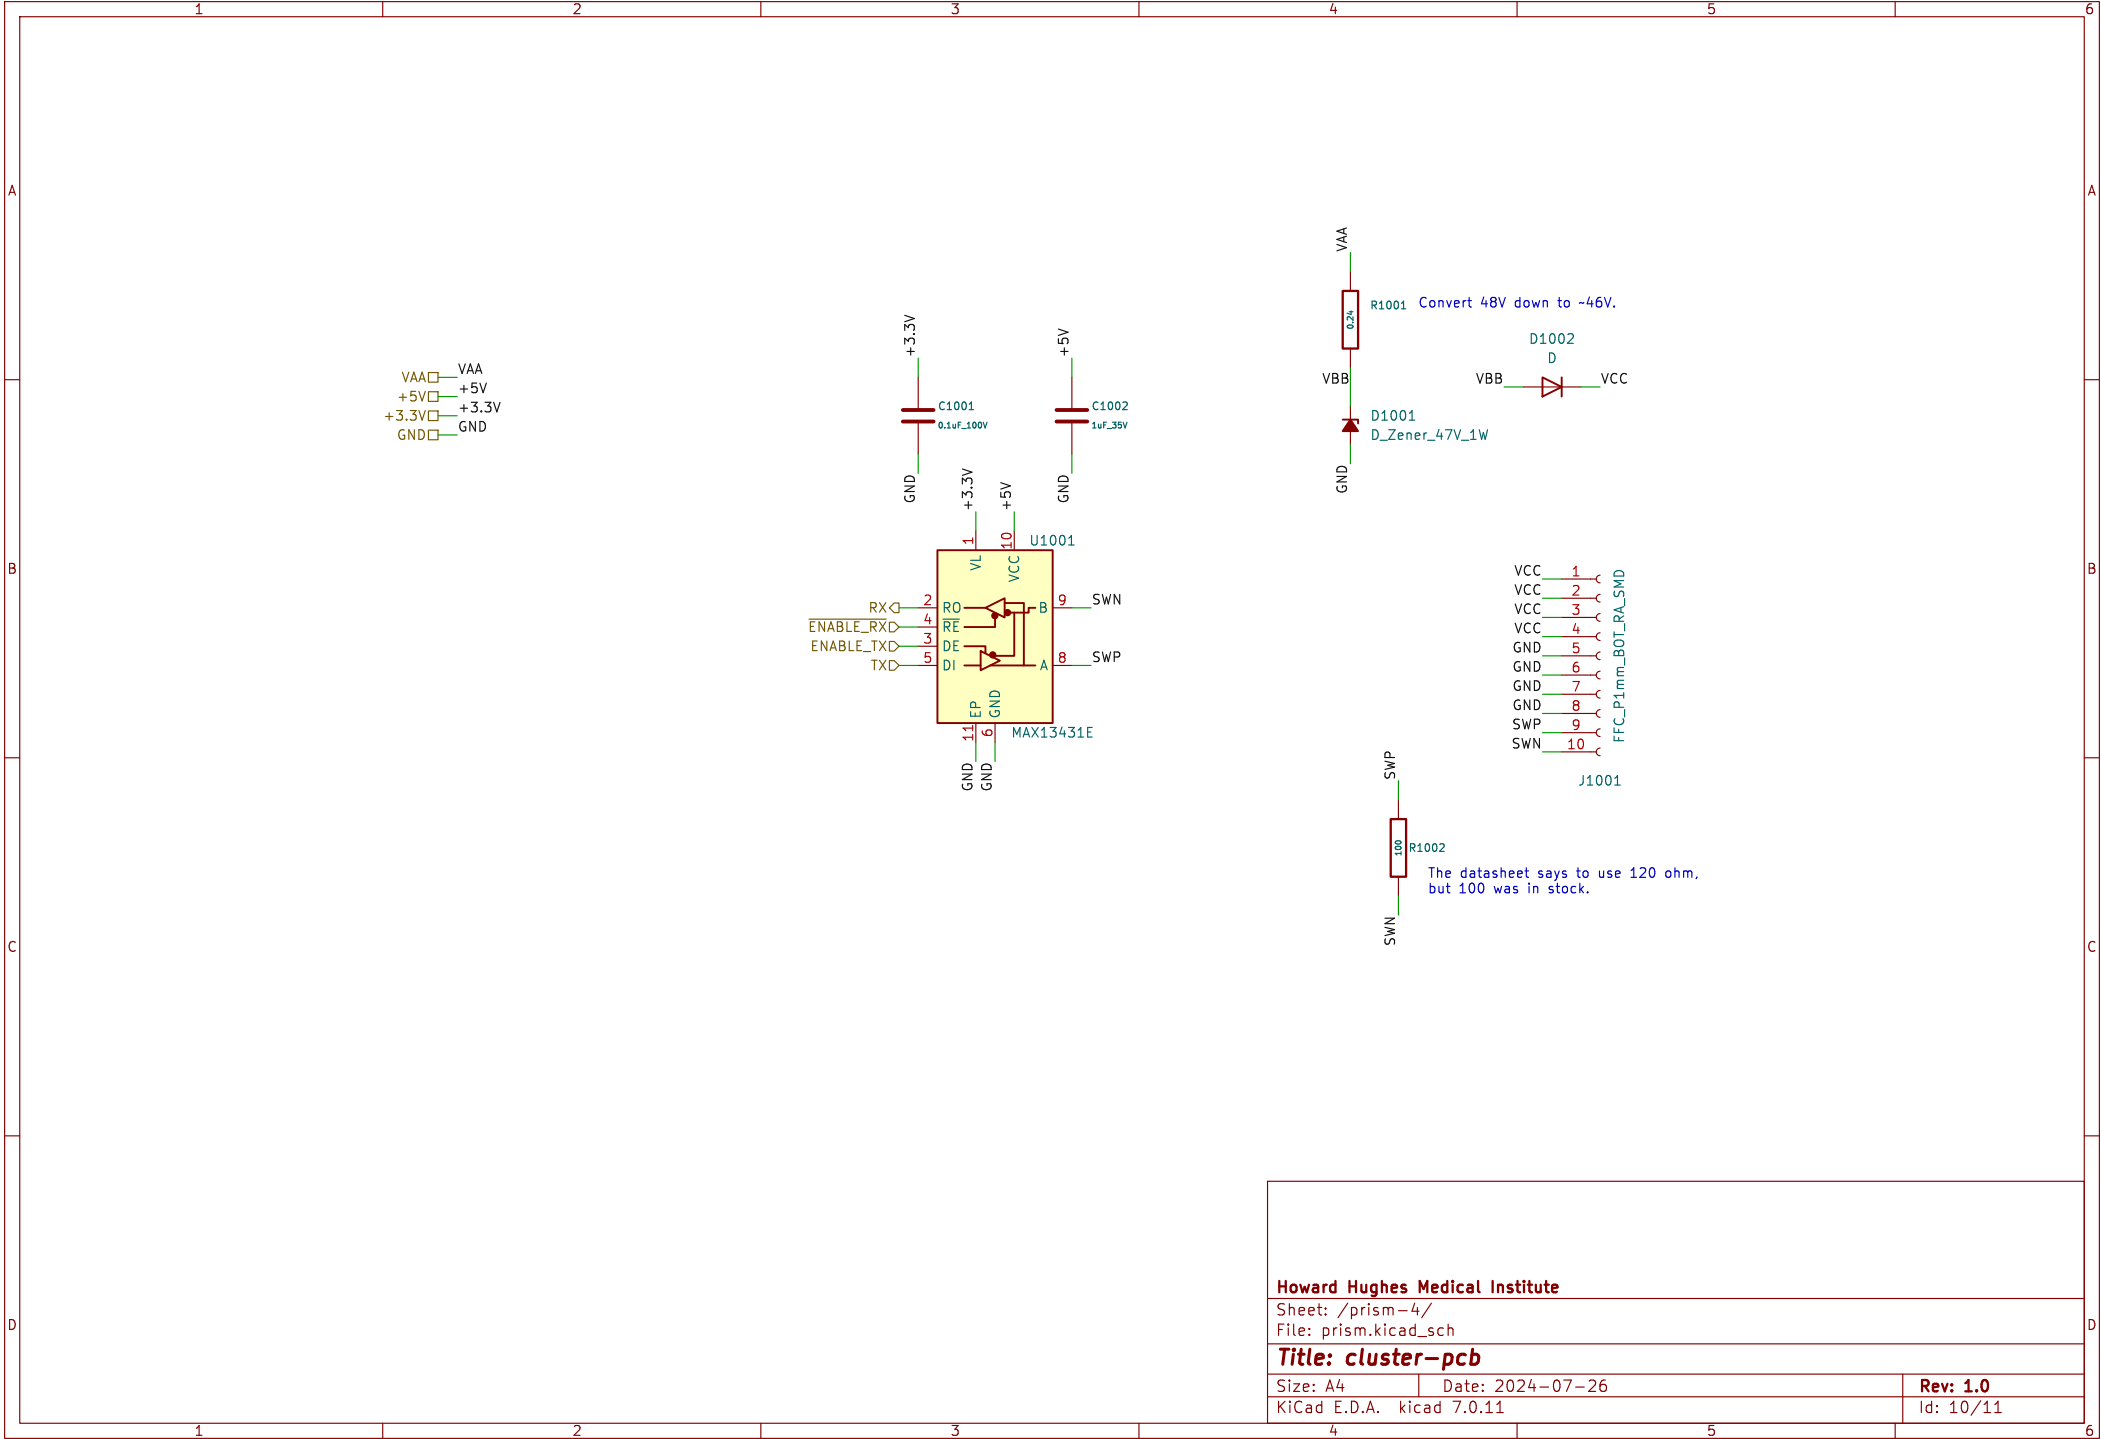 1 2 3 4 5 6
A A
VAA
R1001 Convert 48V down to ~46V.
0.24
D1002
D
+3.3V +5V
VAA VAA
+5V +5V
+3.3V +3.3V
GND GND
VBB VBB VCC
C1001 C1002
0.1uF_100V 1uF_35V
D1001
D_Zener_47V_1W
GND GND GND
+3.3V +5V
1 10 U1001
VL VCC
B B
RX 2 RO B 9 SWN
ENABLE_RX 4 RE
ENABLE_TX 3 DE
TX 5 DI A 8 SWP
EP GND
11 6 MAX13431E
GND GND
VCC 1
VCC 2
VCC 3
VCC 4
GND 5
GND 6
GND 7
GND 8
SWP 9
SWN 10
FFC_P1mm_BOT_RA_SMD
J1001
SWP
100 R1002
The datasheet says to use 120 ohm,
but 100 was in stock.
SWN
C C
Howard Hughes Medical Institute
Sheet: /prism-4/
File: prism.kicad_sch
D D
Title: cluster-pcb
Size: A4 Date: 2024-07-26 Rev: 1.0
KiCad E.D.A. kicad 7.0.11 Id: 10/11
1 2 3 4 5 6